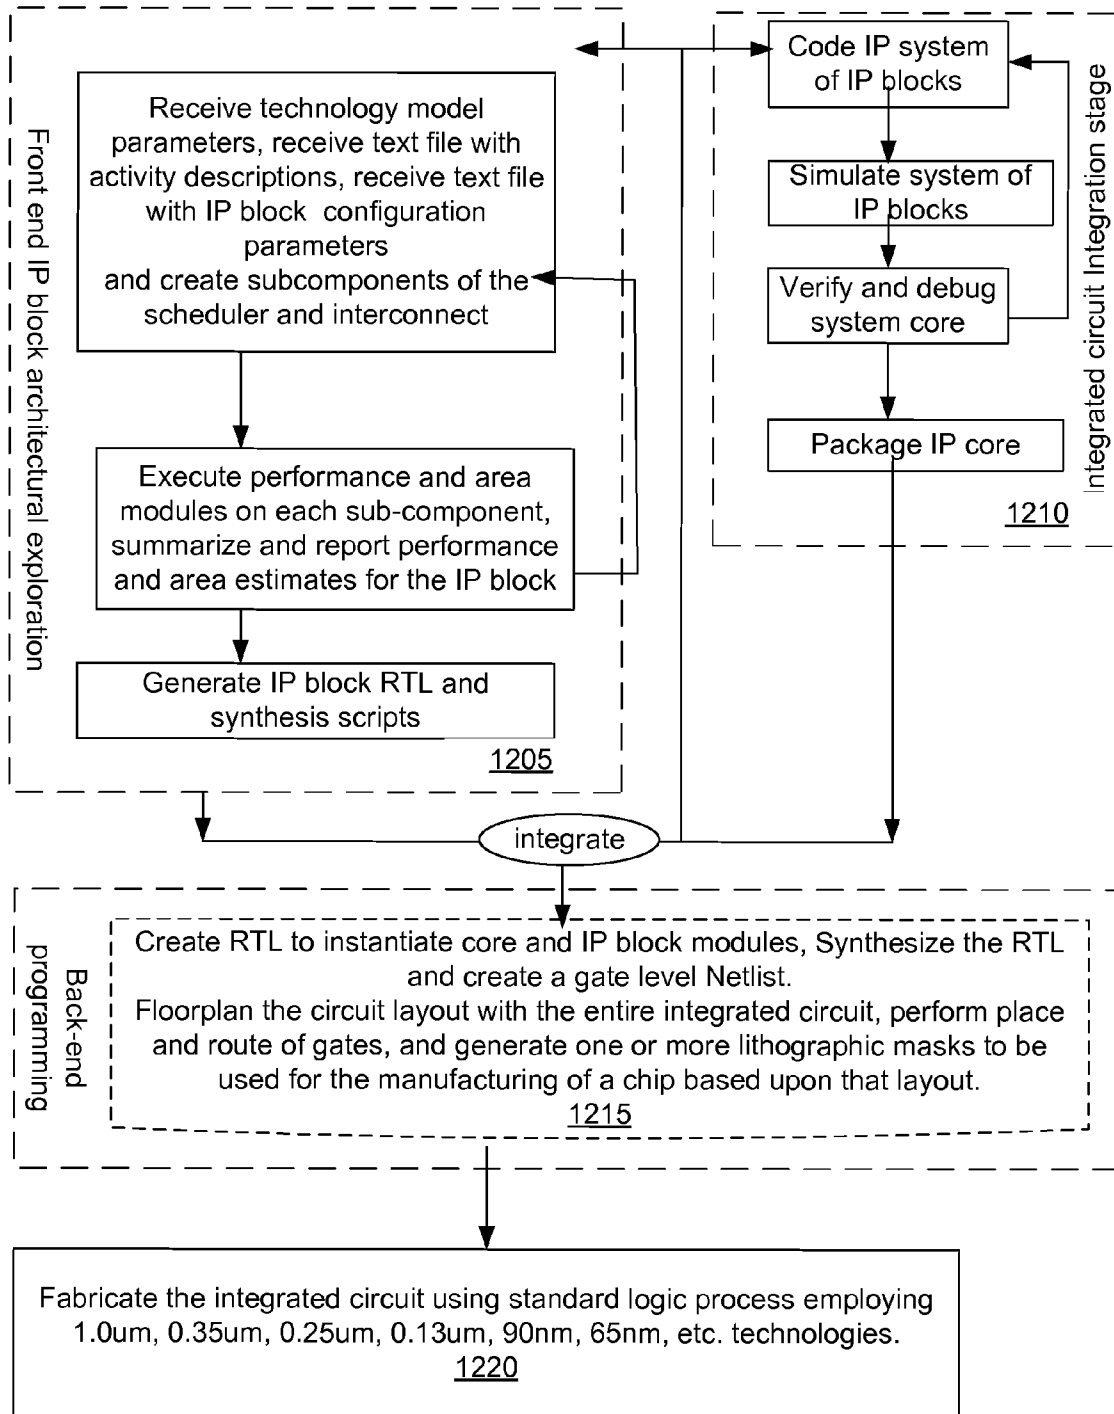 Front end IP block architectural exploration
Receive technology model
parameters, receive text file with
activity descriptions, receive text file
with IP block configuration
parameters
and create subcomponents of the
scheduler and interconnect
Execute performance and area
modules on each sub-component,
summarize and report performance
and area estimates for the IP block
Generate IP block RTL and
synthesis scripts
1205
Code IP system
of IP blocks
Simulate system of
IP blocks
Verify and debug
system core
Package IP core
1210
Integrated circuit Integration stage
integrate
Back-end
programming
Create RTL to instantiate core and IP block modules, Synthesize the RTL
and create a gate level Netlist.
Floorplan the circuit layout with the entire integrated circuit, perform place
and route of gates, and generate one or more lithographic masks to be
used for the manufacturing of a chip based upon that layout.
1215
Fabricate the integrated circuit using standard logic process employing
1.0um, 0.35um, 0.25um, 0.13um, 90nm, 65nm, etc. technologies.
1220